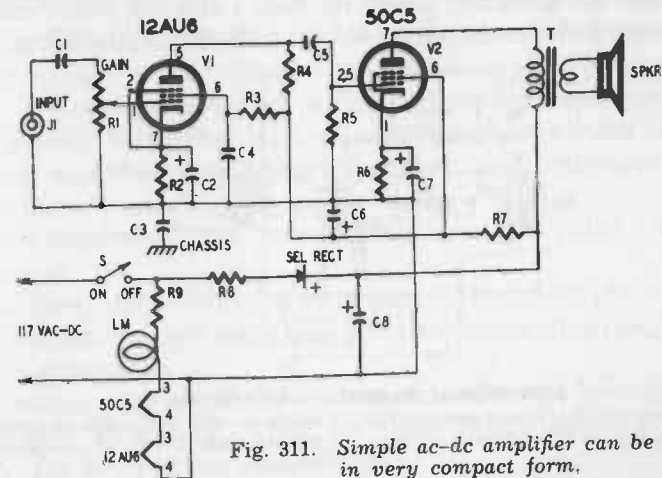 12AU6
50C5
C1
GAIN
INPUT
J1
R1
2
1
5
V1
6
7
R2
C2
+
C3
CHASSIS
C4
R3
R4
C5
2,5
R5
7
V2
6
1
R6
C7
+
C6
+
R7
T
SPKR
S
ON
OFF
R9
R8
SEL RECT
+
+
C8
117 VAC-DC
LM
50C5
3
4
12AU6
3
4
Fig. 311. Simple ac-dc amplifier can be
in very compact form.